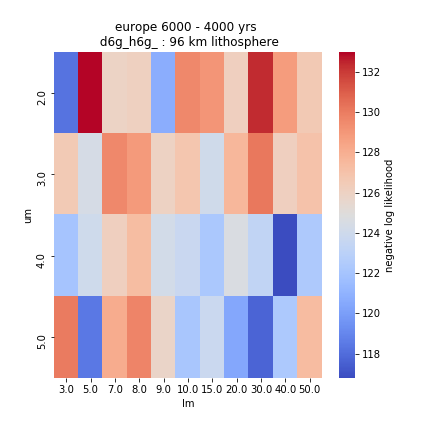 europe 6000 - 4000 yrs
d6g_h6g_ : 96 km lithosphere
2.0
3.0
4.0
5.0
um
3.0 5.0 7.0 8.0 9.0 10.0 15.0 20.0 30.0 40.0 50.0
lm
132
130
128
126
124
122
120
118
negative log likelihood